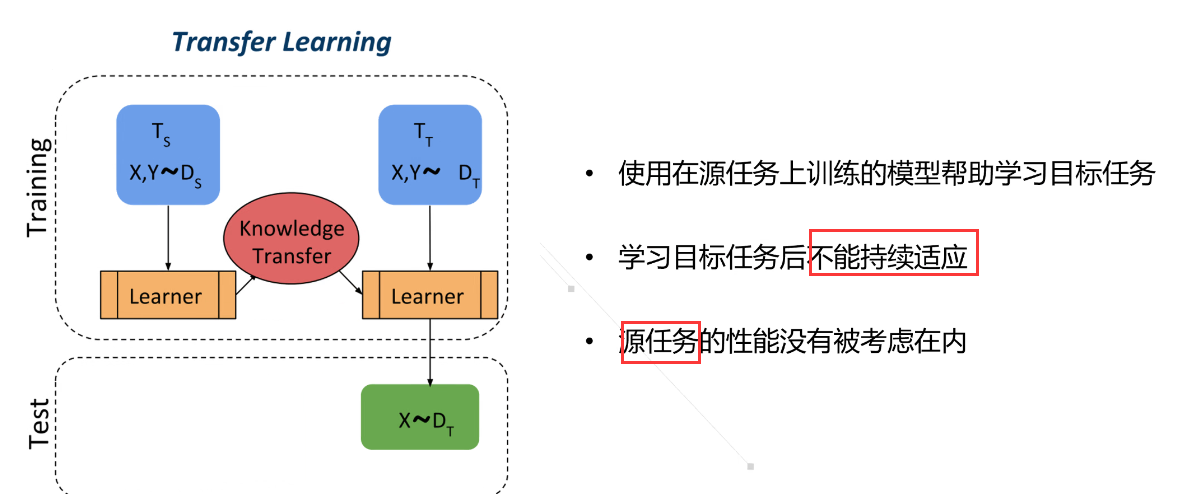 Transfer Learning
Training
T_S
X,Y~D_S
T_T
X,Y~ D_T
Knowledge
Transfer
Learner
Learner
Test
X~D_T
• 使用在源任务上训练的模型帮助学习目标任务
• 学习目标任务后不能持续适应
• 源任务的性能没有被考虑在内